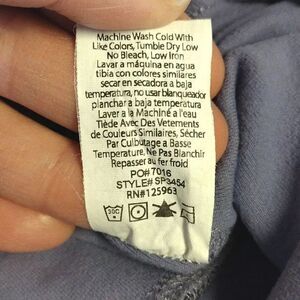 Machine Wash Cold With
Like Colors, Tumble Dry Low
No Bleach, Low Iron
Lavar a máquina en agua
tibia con colores similares
secar en secadora a baja
temperatura, no usar blanqueador
planchar a baja temperatura
Laver a la Machine à l'eau
Tiède Avec Des Vetements
de Couleurs Similaires, Sécher
Par Culbutage a Basse
Temperature, Ne Pas Blanchir
Repasser au fer froid
PO# 7016
STYLE# SP3454
RN#125963
30C